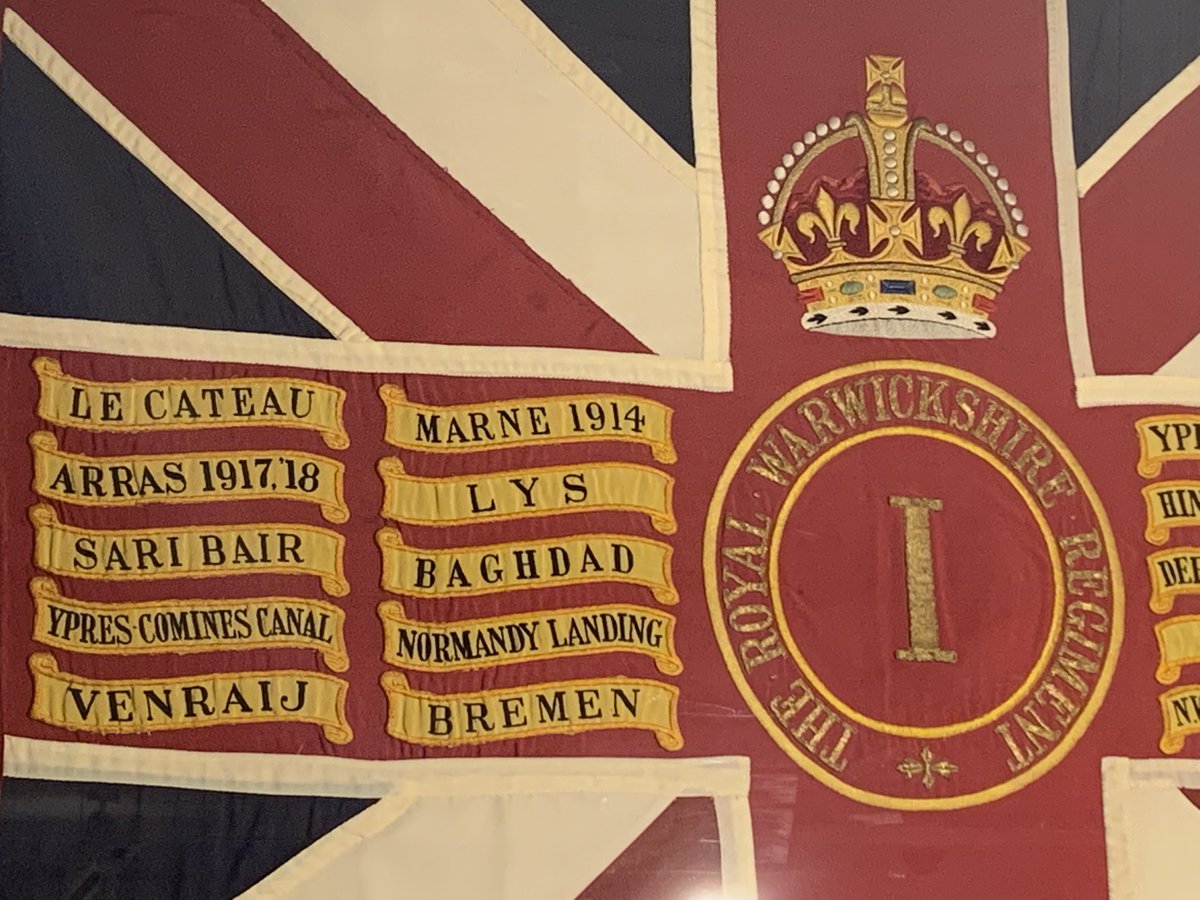 LE CATEAU
ARRAS 1917,'18
SARI BAIR
YPRES-COMINES CANAL
VENRAIJ
MARNE 1914
LYS
BAGHDAD
NORMANDY LANDING
BREMEN
THE ROYAL WARWICKSHIRE REGIMENT
I